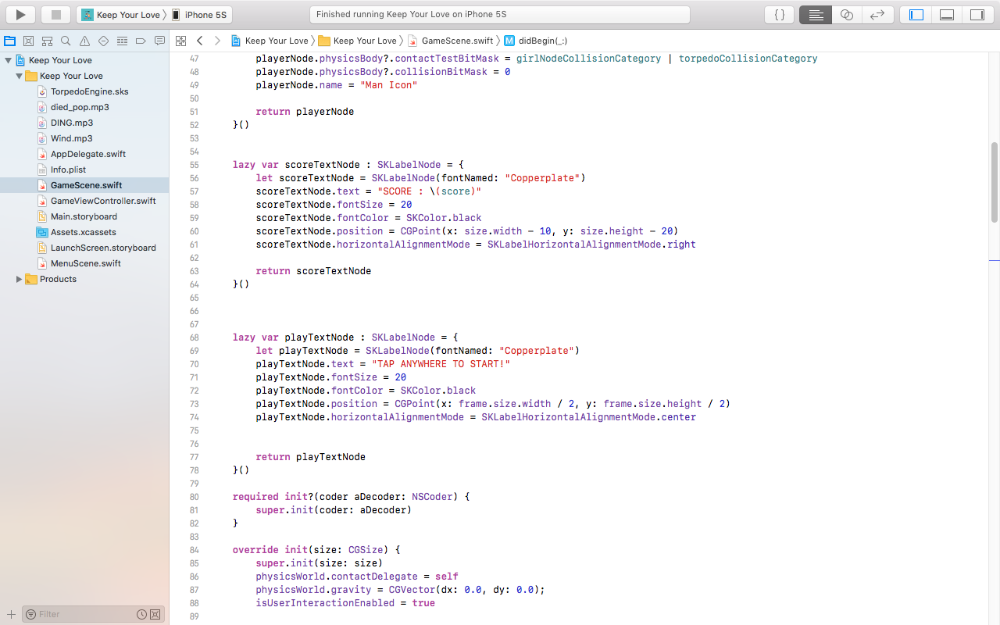 Keep Your Love iPhone 5S
Finished running Keep Your Love on iPhone 5S
{ }
Keep Your Love Keep Your Love GameScene.swift M didBegin(_:)
Keep Your Love
Keep Your Love
TorpedoEngine.sks
died_pop.mp3
DING.mp3
Wind.mp3
AppDelegate.swift
Info.plist
GameScene.swift
GameViewController.swift
Main.storyboard
Assets.xcassets
LaunchScreen.storyboard
MenuScene.swift
Products
Filter
47 playerNode.physicsBody?.contactTestBitMask = girlNodeCollisionCategory | torpedoCollisionCategory
48 playerNode.physicsBody?.collisionBitMask = 0
49 playerNode.name = "Man Icon"
50
51 return playerNode
52 }()
53
54
55 lazy var scoreTextNode : SKLabelNode = {
56 let scoreTextNode = SKLabelNode(fontNamed: "Copperplate")
57 scoreTextNode.text = "SCORE : \(score)"
58 scoreTextNode.fontSize = 20
59 scoreTextNode.fontColor = SKColor.black
60 scoreTextNode.position = CGPoint(x: size.width - 10, y: size.height - 20)
61 scoreTextNode.horizontalAlignmentMode = SKLabelHorizontalAlignmentMode.right
62
63 return scoreTextNode
64 }()
65
66
67
68 lazy var playTextNode : SKLabelNode = {
69 let playTextNode = SKLabelNode(fontNamed: "Copperplate")
70 playTextNode.text = "TAP ANYWHERE TO START!"
71 playTextNode.fontSize = 20
72 playTextNode.fontColor = SKColor.black
73 playTextNode.position = CGPoint(x: frame.size.width / 2, y: frame.size.height / 2)
74 playTextNode.horizontalAlignmentMode = SKLabelHorizontalAlignmentMode.center
75
76
77 return playTextNode
78 }()
79
80 required init?(coder aDecoder: NSCoder) {
81 super.init(coder: aDecoder)
82 }
83
84 override init(size: CGSize) {
85 super.init(size: size)
86 physicsWorld.contactDelegate = self
87 physicsWorld.gravity = CGVector(dx: 0.0, dy: 0.0);
88 isUserInteractionEnabled = true
89